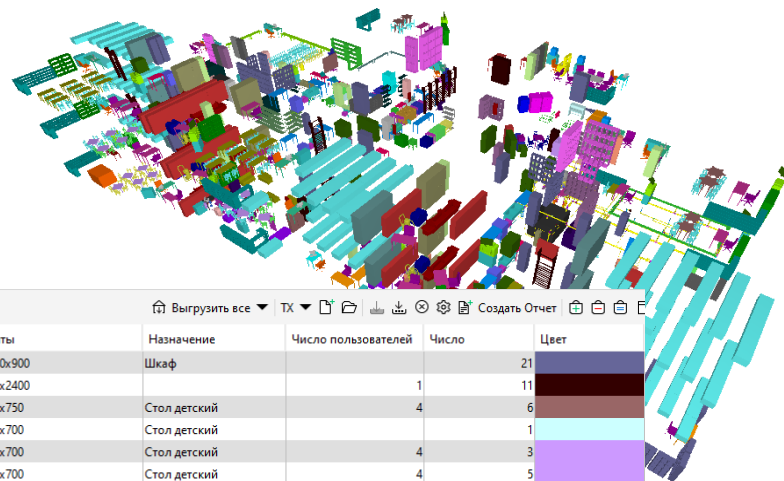 Выгрузить все TX Создать Отчет
ты Назначение Число пользователей Число Цвет
0x900 Шкаф 21
x2400 1 11
x750 Стол детский 4 6
x700 Стол детский 1
x700 Стол детский 4 3
x700 Стол детский 4 5